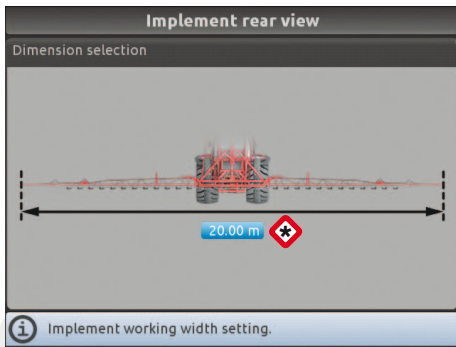 Implement rear view
Dimension selection
20.00 m *
Implement working width setting.